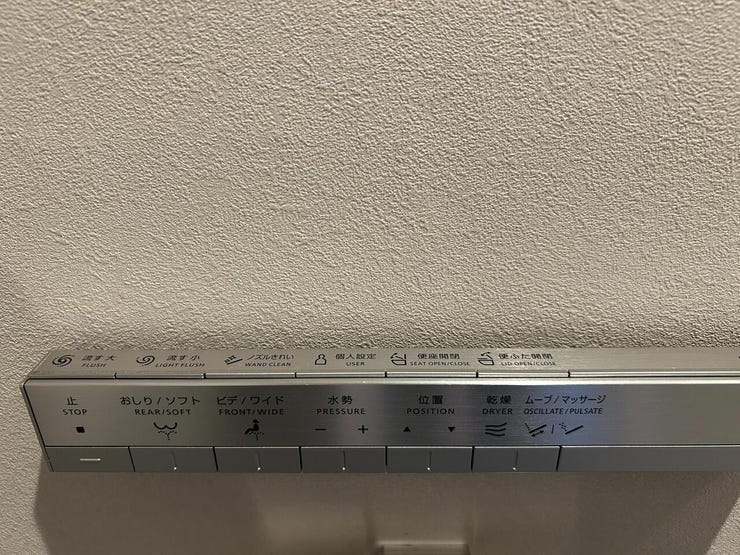 流す大 流す小 ノズルきれい 個人設定 便座開閉 便ふた開閉
FLUSH LIGHT FLUSH WAND CLEAN USER SEAT OPEN/CLOSE LID OPEN/CLOSE
止 おしり/ソフト ビデ/ワイド 水勢 位置 乾燥 ムーブ/マッサージ
STOP REAR/SOFT FRONT/WIDE PRESSURE POSITION DRYER OSCILLATE/PULSATE
− +